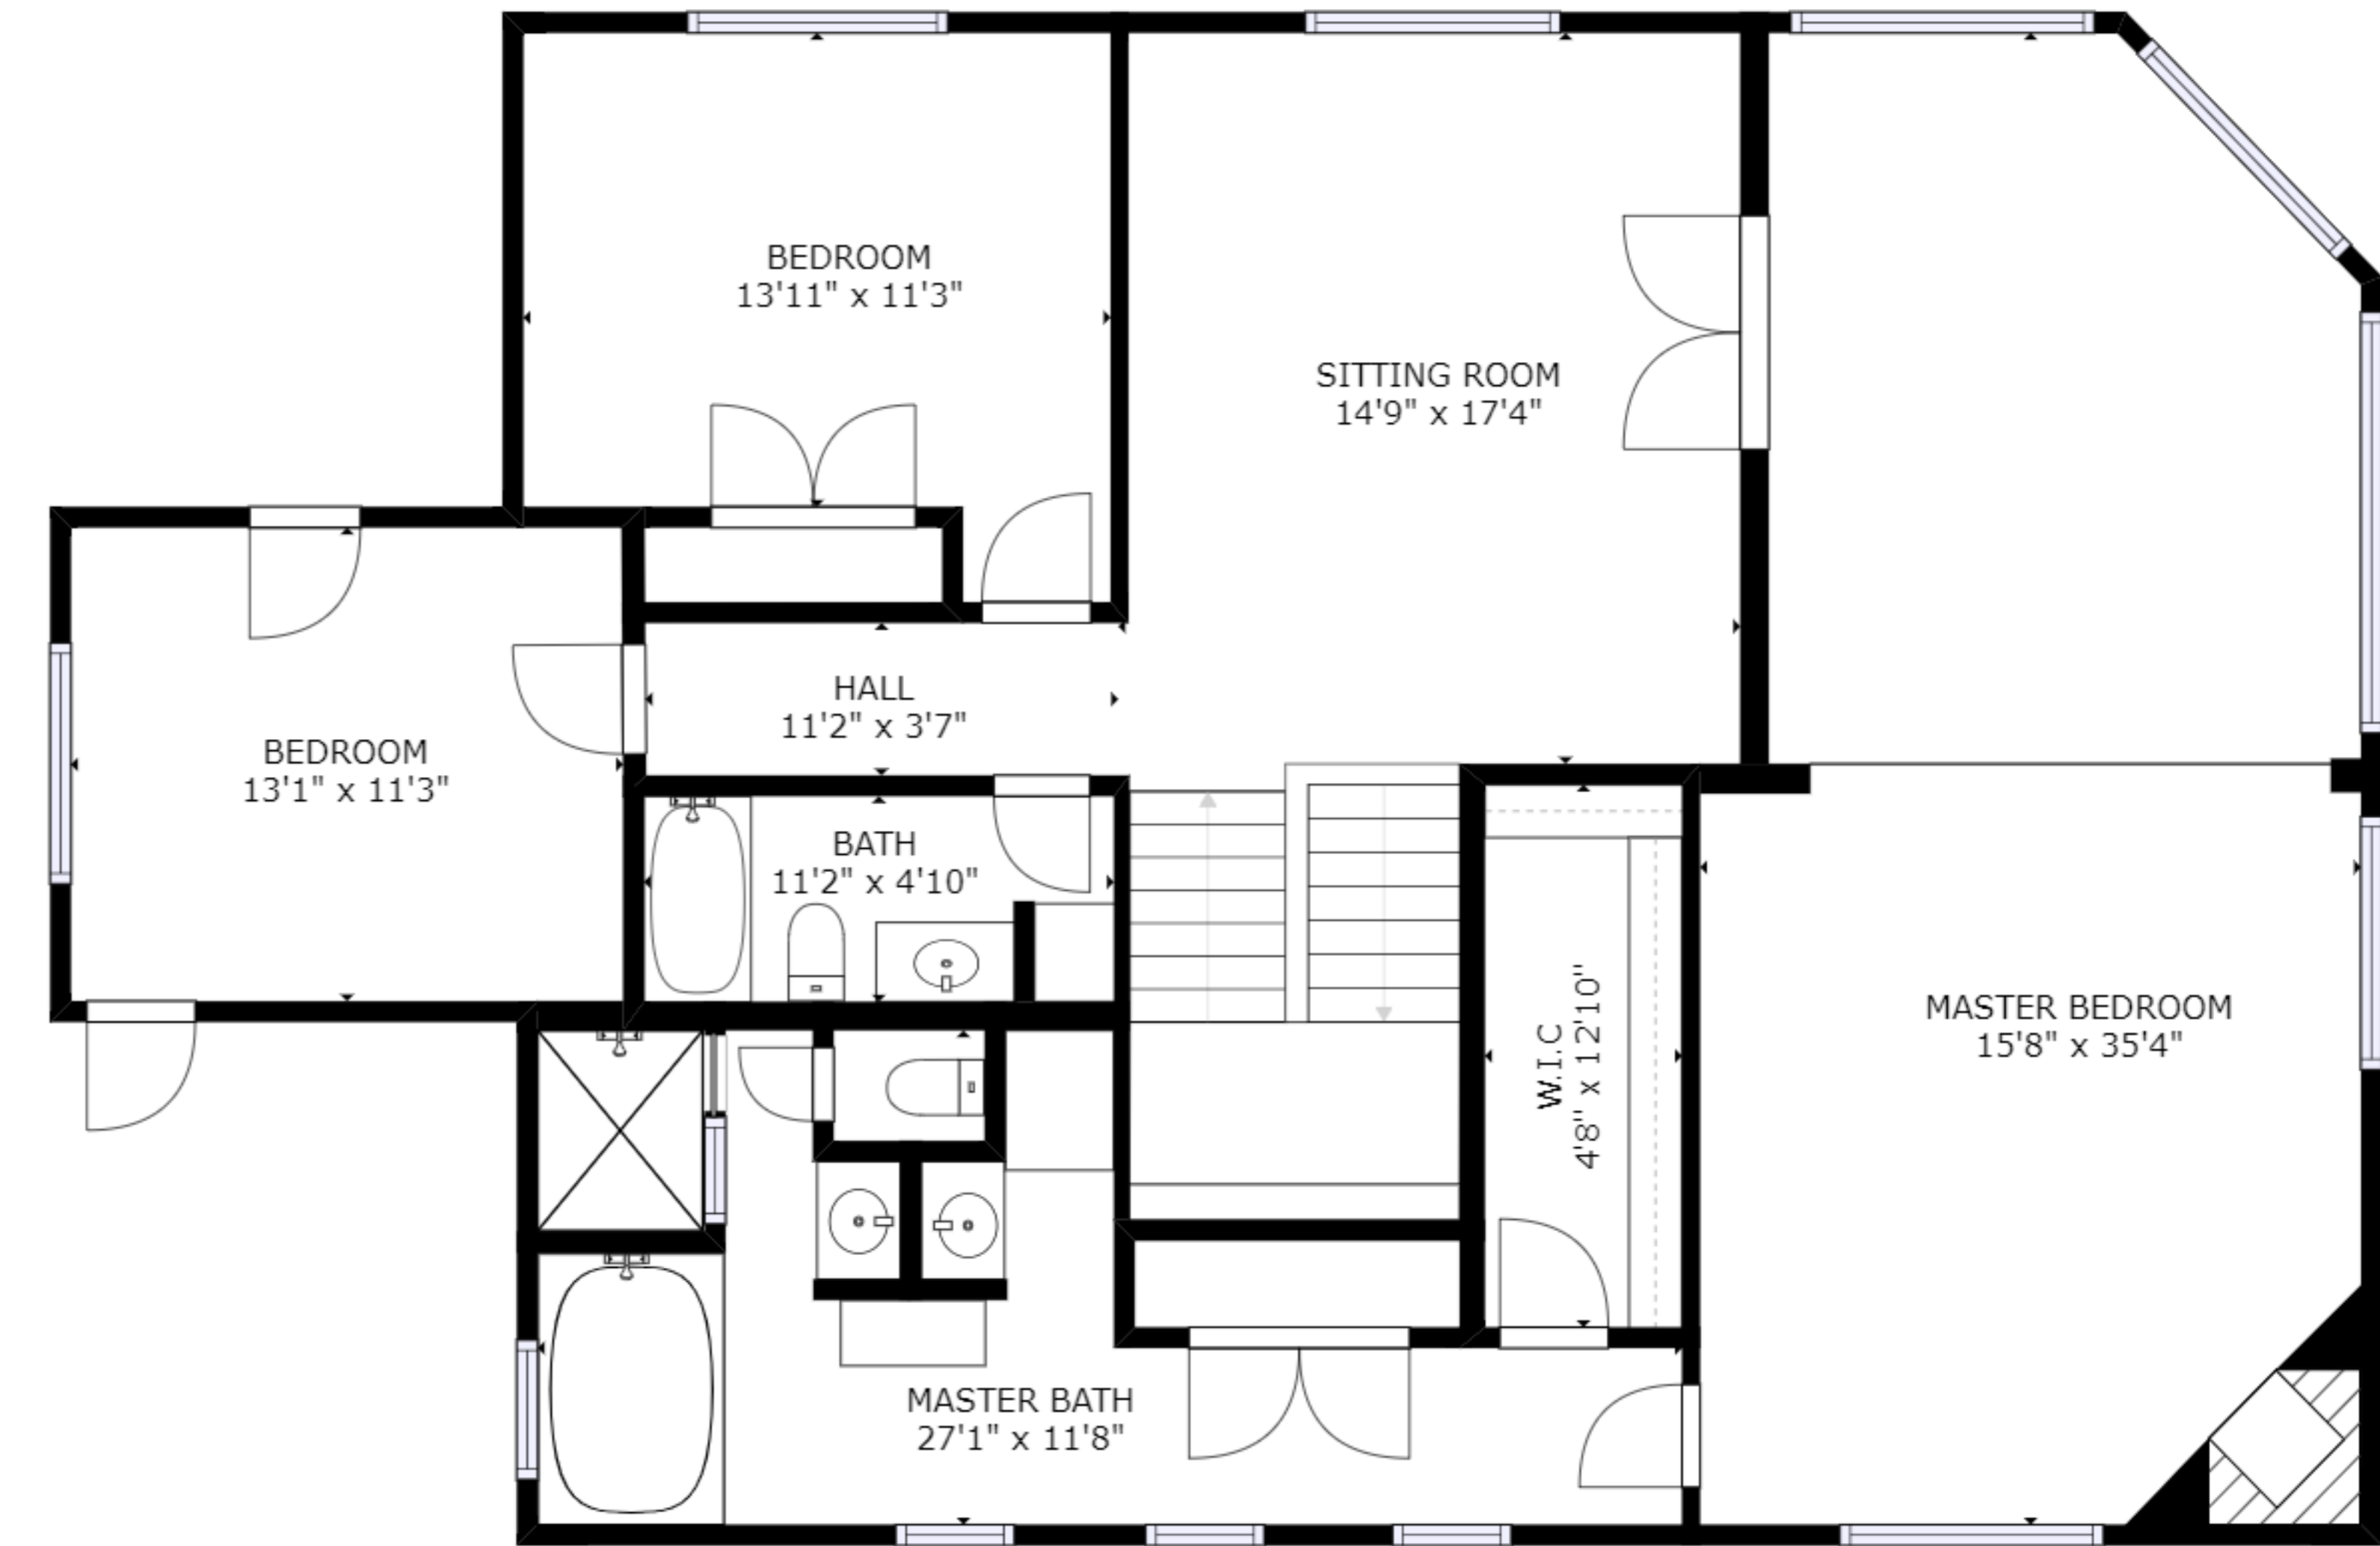 BEDROOM
13'11" x 11'3"
SITTING ROOM
14'9" x 17'4"
HALL
11'2" x 3'7"
BEDROOM
13'1" x 11'3"
BATH
11'2" x 4'10"
W.I.C
4'8" x 12'10"
MASTER BEDROOM
15'8" x 35'4"
MASTER BATH
27'1" x 11'8"